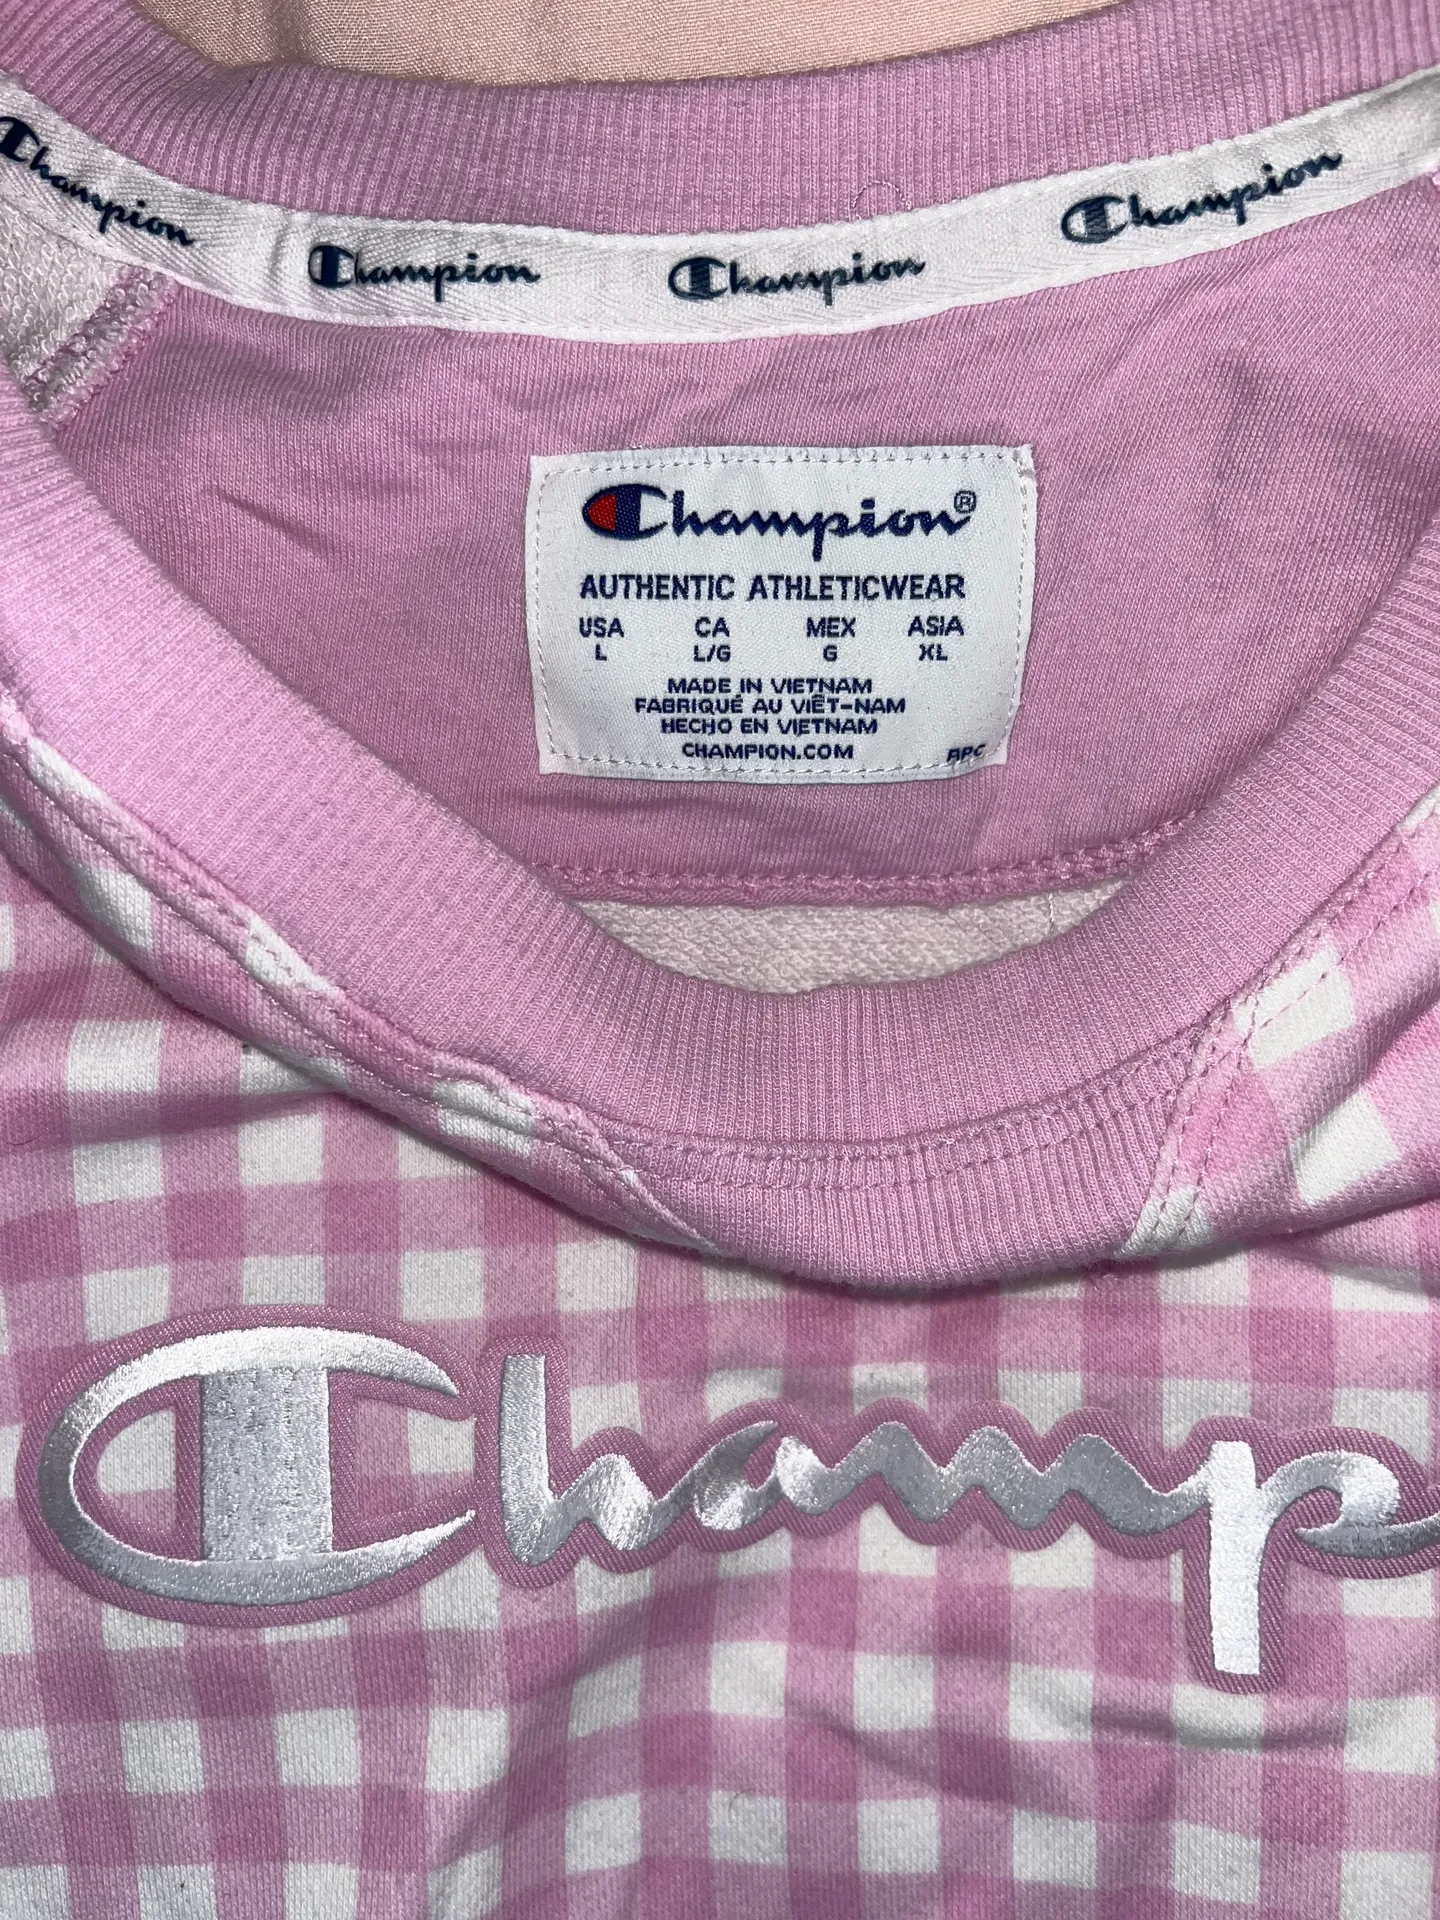 Champion Champion Champion Champion
Champion®
AUTHENTIC ATHLETICWEAR
USA CA MEX ASIA
L L/G G XL
MADE IN VIETNAM
FABRIQUÉ AU VIÊT-NAM
HECHO EN VIETNAM
CHAMPION.COM
RPC
Champ